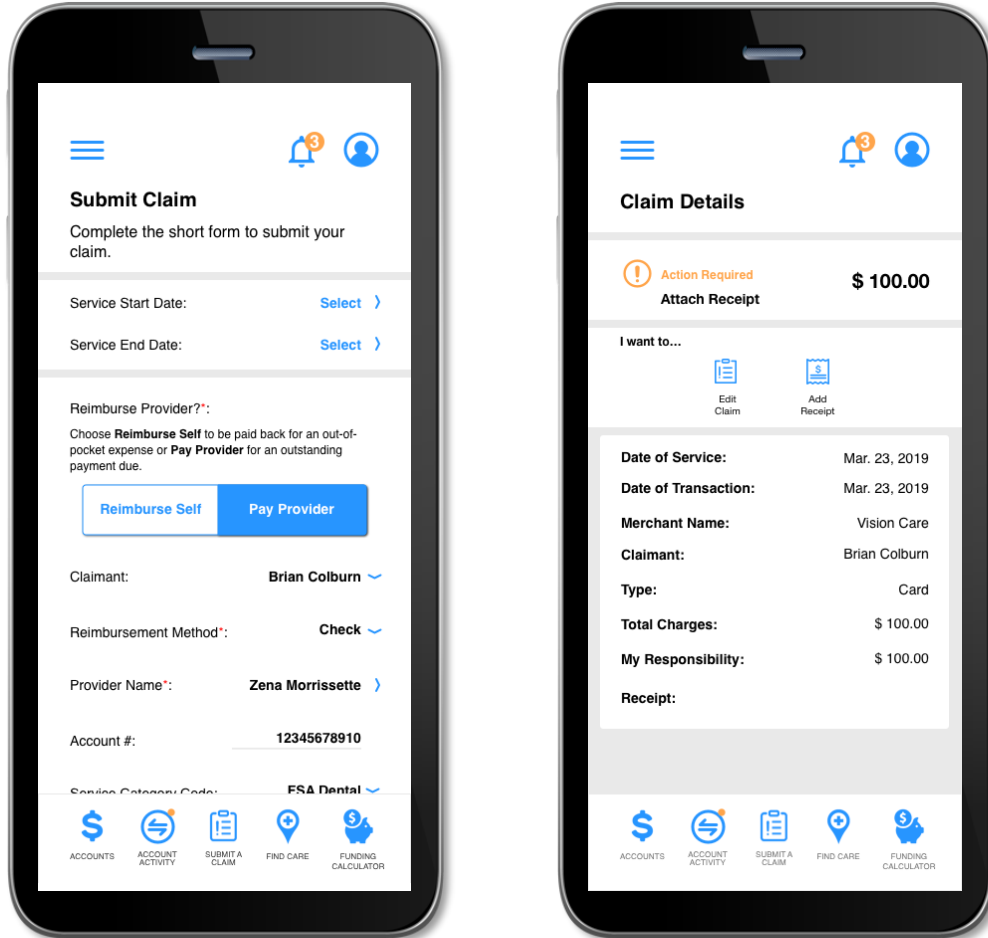 3
Submit Claim
Complete the short form to submit your
claim.
Service Start Date: Select
Service End Date: Select
Reimburse Provider?*:
Choose Reimburse Self to be paid back for an out-of-
pocket expense or Pay Provider for an outstanding
payment due.
Reimburse Self Pay Provider
Claimant: Brian Colburn
Reimbursement Method*: Check
Provider Name*: Zena Morrissette
Account #: 12345678910
Service Category Code: FSA Dental
$ $
ACCOUNTS ACCOUNT SUBMIT A FIND CARE FUNDING
ACTIVITY CLAIM CALCULATOR
3
Claim Details
Action Required
Attach Receipt
$ 100.00
I want to...
$
Edit Add
Claim Receipt
Date of Service: Mar. 23, 2019
Date of Transaction: Mar. 23, 2019
Merchant Name: Vision Care
Claimant: Brian Colburn
Type: Card
Total Charges: $ 100.00
My Responsibility: $ 100.00
Receipt:
$ $
ACCOUNTS ACCOUNT SUBMIT A FIND CARE FUNDING
ACTIVITY CLAIM CALCULATOR